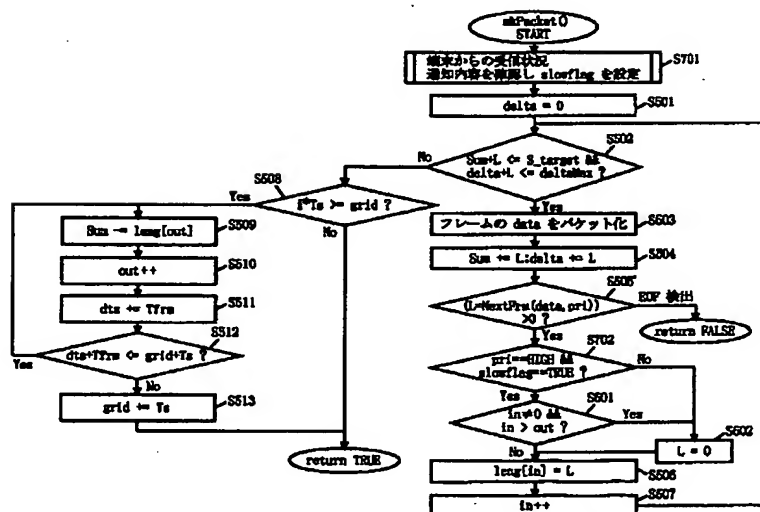 mkPacket()
START
端末からの受信状況
通知内容を確認し slowflag を設定
S701
delta = 0
S501
S502
Sum+L <= S_target &&
delta+L <= deltaMax ?
No
Yes
S508
i*Ts >= grid ?
Yes
No
フレームの data をパケット化
S503
Sum -= leng[out]
S509
Sum += L:delta += L
S504
out++
S510
S505
(L=NextFrm(data,pri))
>0 ?
EOF 検出
return FALSE
Yes
dts += Tfrm
S511
S702
pri==HIGH &&
slowflag==TRUE ?
No
Yes
S512
dts+Tfrm <= grid+Ts ?
Yes
No
S601
in≠0 &&
in > out ?
Yes
No
grid += Ts
S513
S602
L = 0
return TRUE
leng[in] = L
S506
in++
S507